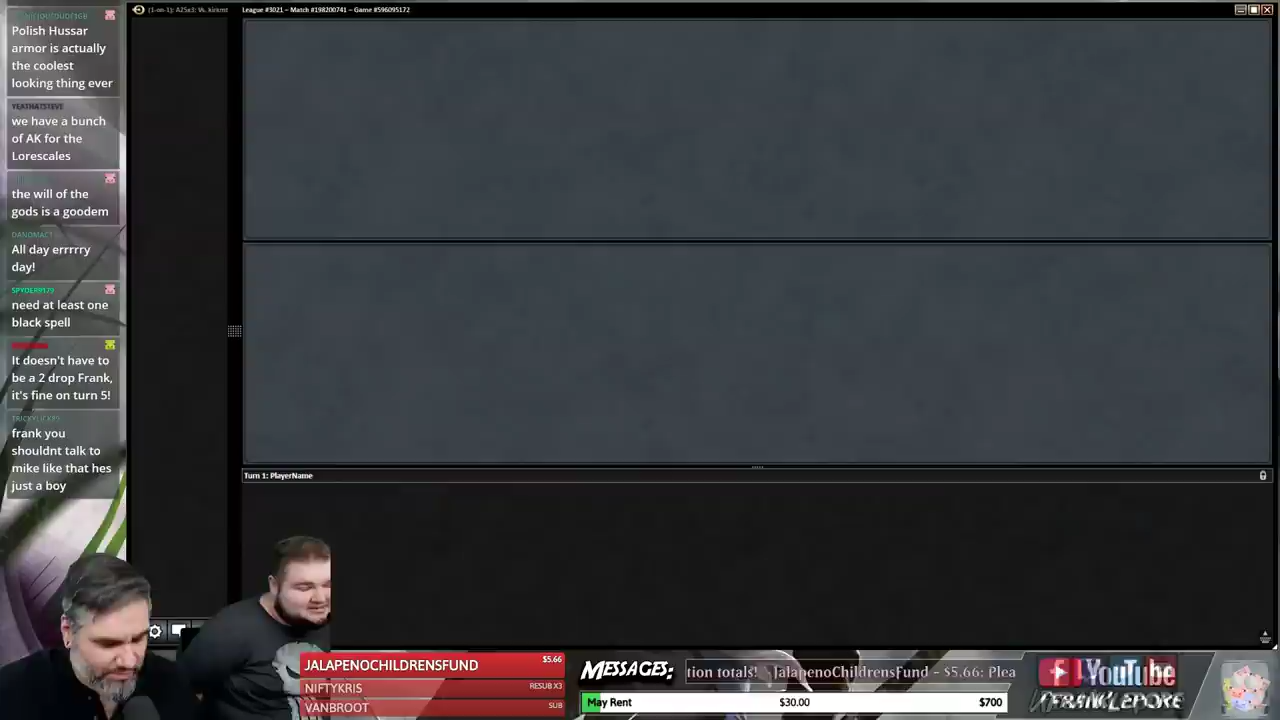 Polish Hussar
armor is actually
the coolest
looking thing ever
YEATHATSTEVE
we have a bunch
of AK for the
Lorescales
the will of the
gods is a goodem
DANDMACT
All day errrrry
day!
SPYDER9179
need at least one
black spell
It doesn't have to
be a 2 drop Frank,
it's fine on turn 5!
frank you
shouldnt talk to
mike like that hes
just a boy
League #3021 – Match #198200741 – Game #596095172
Turn 1: PlayerName
JALAPENOCHILDRENSFUND $5.66
NIFTYKRIS RESUB X3
VANBROOT SUB
MESSAGES: tion totals! JalapenoChildrensFund – $5.66: Plea
May Rent $30.00 $700
YouTube
/FRANKLEPORE